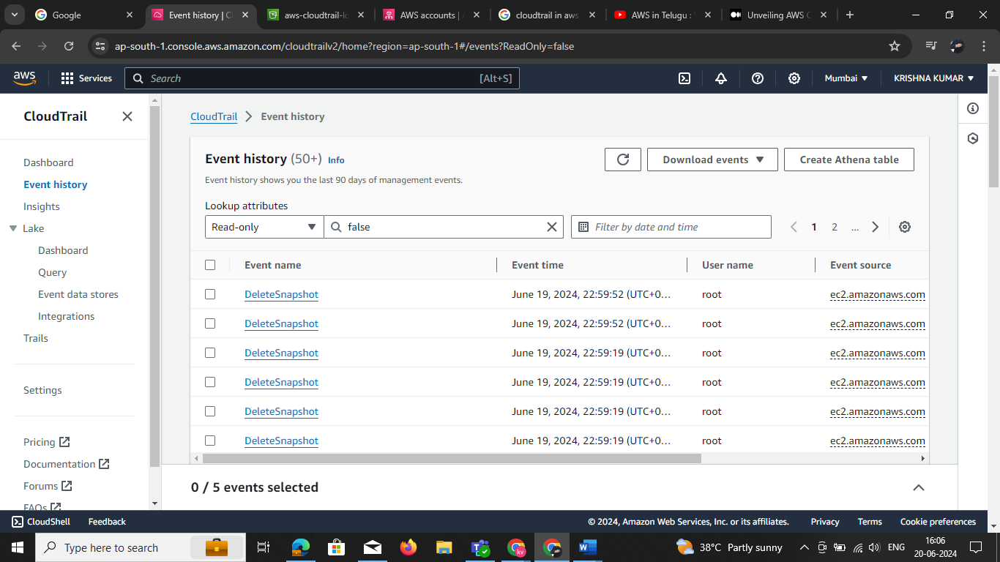 Google
Event history | C
aws-cloudtrail-lo
AWS accounts | A
cloudtrail in aws
AWS in Telugu :
Unveiling AWS C
ap-south-1.console.aws.amazon.com/cloudtrailv2/home?region=ap-south-1#/events?ReadOnly=false
aws
Services
Search
[Alt+S]
Mumbai
KRISHNA KUMAR
CloudTrail
Dashboard
Event history
Insights
Lake
Dashboard
Query
Event data stores
Integrations
Trails
Settings
Pricing
Documentation
Forums
FAQs
CloudTrail
Event history
Event history (50+) Info
Event history shows you the last 90 days of management events.
Download events
Create Athena table
Lookup attributes
Read-only
false
Filter by date and time
1 2 ...
Event name Event time User name Event source
DeleteSnapshot June 19, 2024, 22:59:52 (UTC+0… root ec2.amazonaws.com
DeleteSnapshot June 19, 2024, 22:59:52 (UTC+0… root ec2.amazonaws.com
DeleteSnapshot June 19, 2024, 22:59:19 (UTC+0… root ec2.amazonaws.com
DeleteSnapshot June 19, 2024, 22:59:19 (UTC+0… root ec2.amazonaws.com
DeleteSnapshot June 19, 2024, 22:59:19 (UTC+0… root ec2.amazonaws.com
DeleteSnapshot June 19, 2024, 22:59:19 (UTC+0… root ec2.amazonaws.com
0 / 5 events selected
CloudShell Feedback © 2024, Amazon Web Services, Inc. or its affiliates. Privacy Terms Cookie preferences
Type here to search
kv
38°C Partly sunny
ENG
16:06
20-06-2024